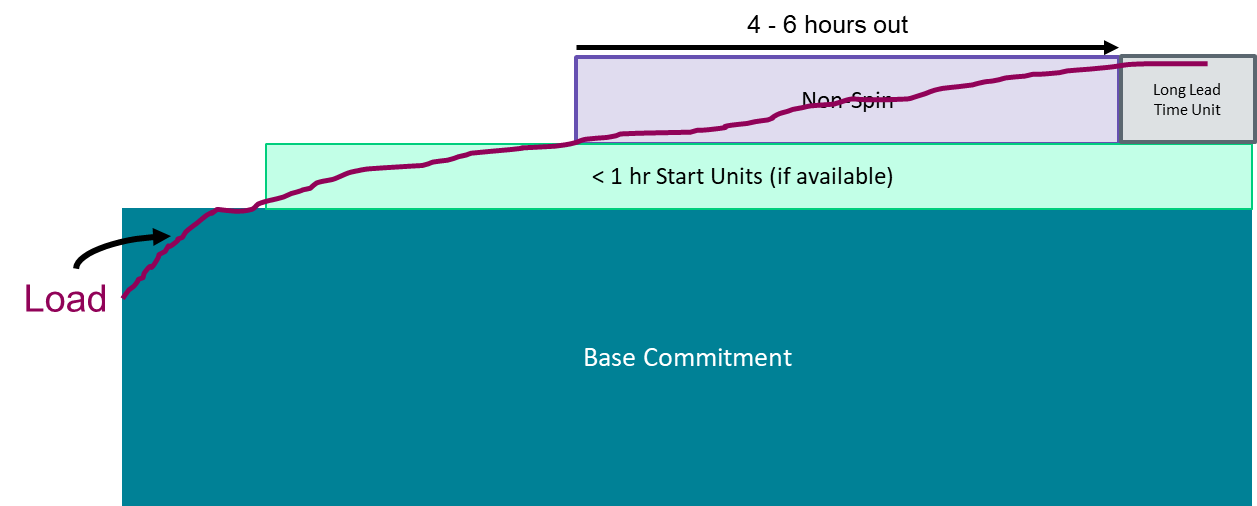 4 - 6 hours out
Non-Spin
Long Lead
Time Unit
< 1 hr Start Units (if available)
Load
Base Commitment